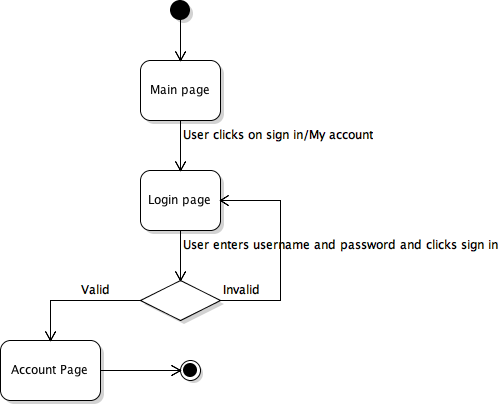 Main page
User clicks on sign in/My account
Login page
User enters username and password and clicks sign in
Valid
Invalid
Account Page